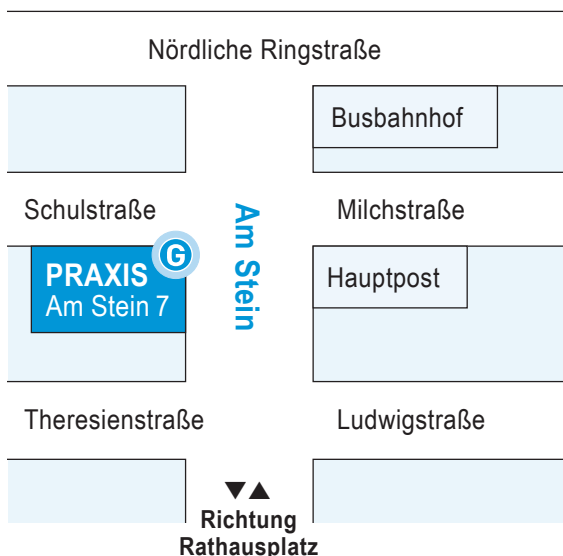 Nördliche Ringstraße
Busbahnhof
Schulstraße
Am Stein
Milchstraße
G
PRAXIS
Am Stein 7
Hauptpost
Theresienstraße
Ludwigstraße
Richtung
Rathausplatz